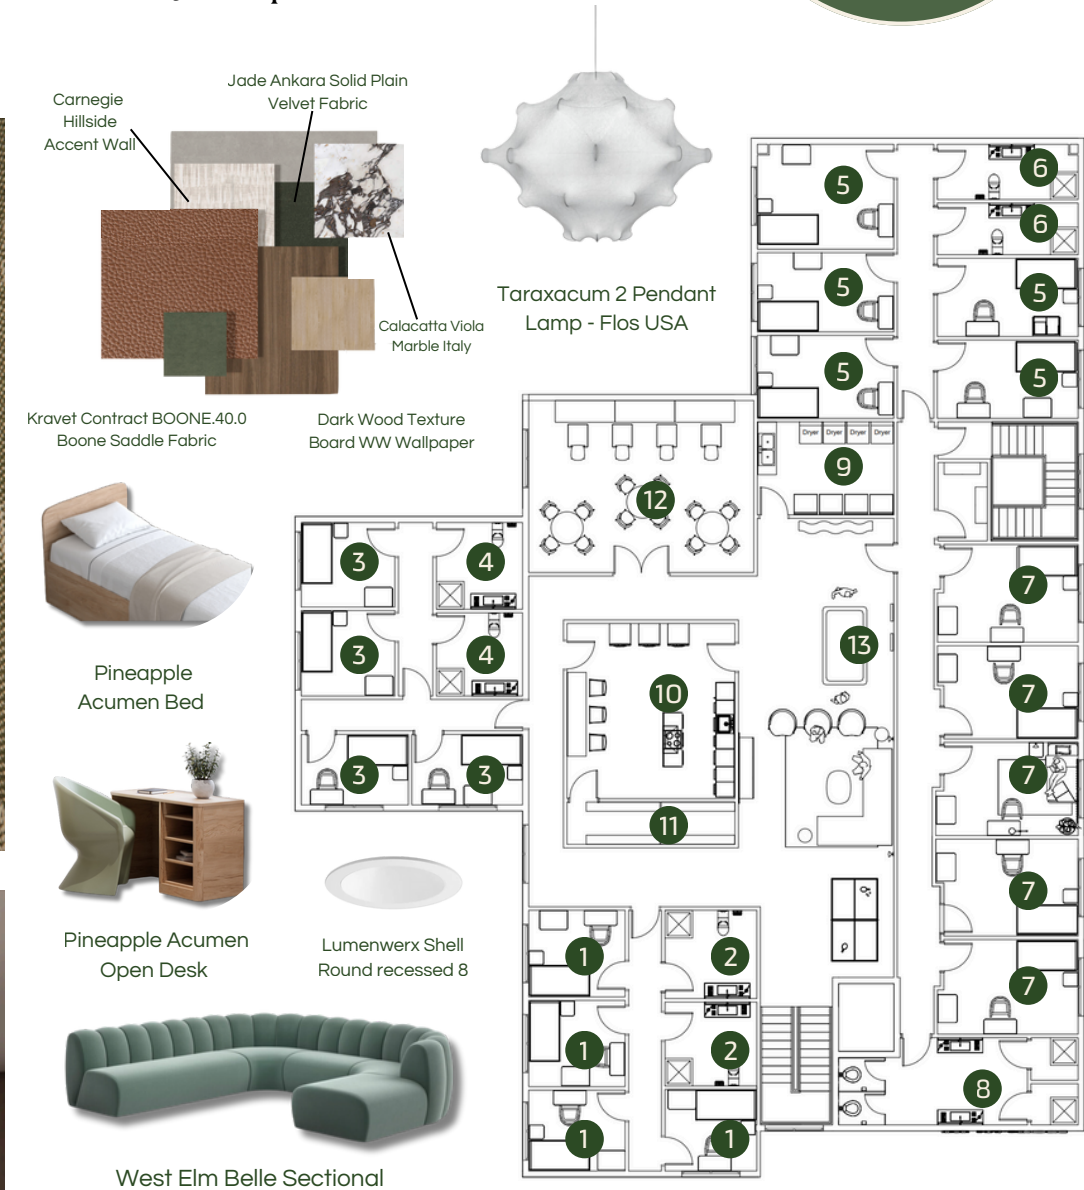 Jade Ankara Solid Plain
Velvet Fabric
Carnegie
Hillside
Accent Wall
Calacatta Viola
Marble Italy
Kravet Contract BOONE.40.0
Boone Saddle Fabric
Dark Wood Texture
Board WW Wallpaper
Taraxacum 2 Pendant
Lamp - Flos USA
Pineapple
Acumen Bed
Pineapple Acumen
Open Desk
Lumenwerx Shell
Round recessed 8
West Elm Belle Sectional
5
6
6
5
5
5
5
Dryer Dryer Dryer Dryer
9
12
3
4
7
3
4
13
10
7
3
3
7
11
7
1
2
7
1
2
8
1
1